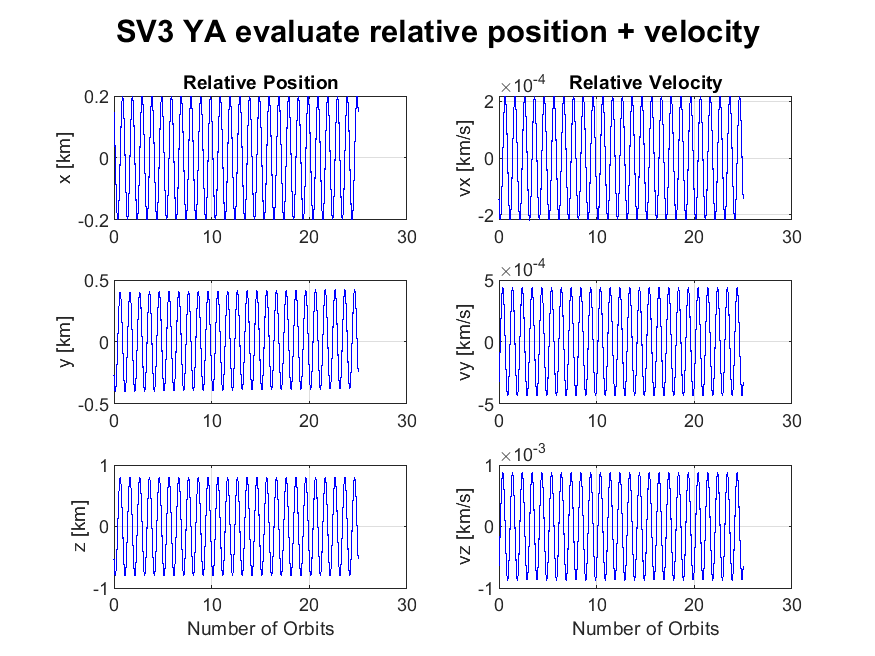 SV3 YA evaluate relative position + velocity
Relative Position
0.2
0
-0.2
x [km]
0 10 20 30
Relative Velocity
×10-4
2
0
-2
vx [km/s]
0 10 20 30
0.5
0
-0.5
y [km]
0 10 20 30
×10-4
5
0
-5
vy [km/s]
0 10 20 30
1
0
-1
z [km]
0 10 20 30
Number of Orbits
×10-3
1
0
-1
vz [km/s]
0 10 20 30
Number of Orbits